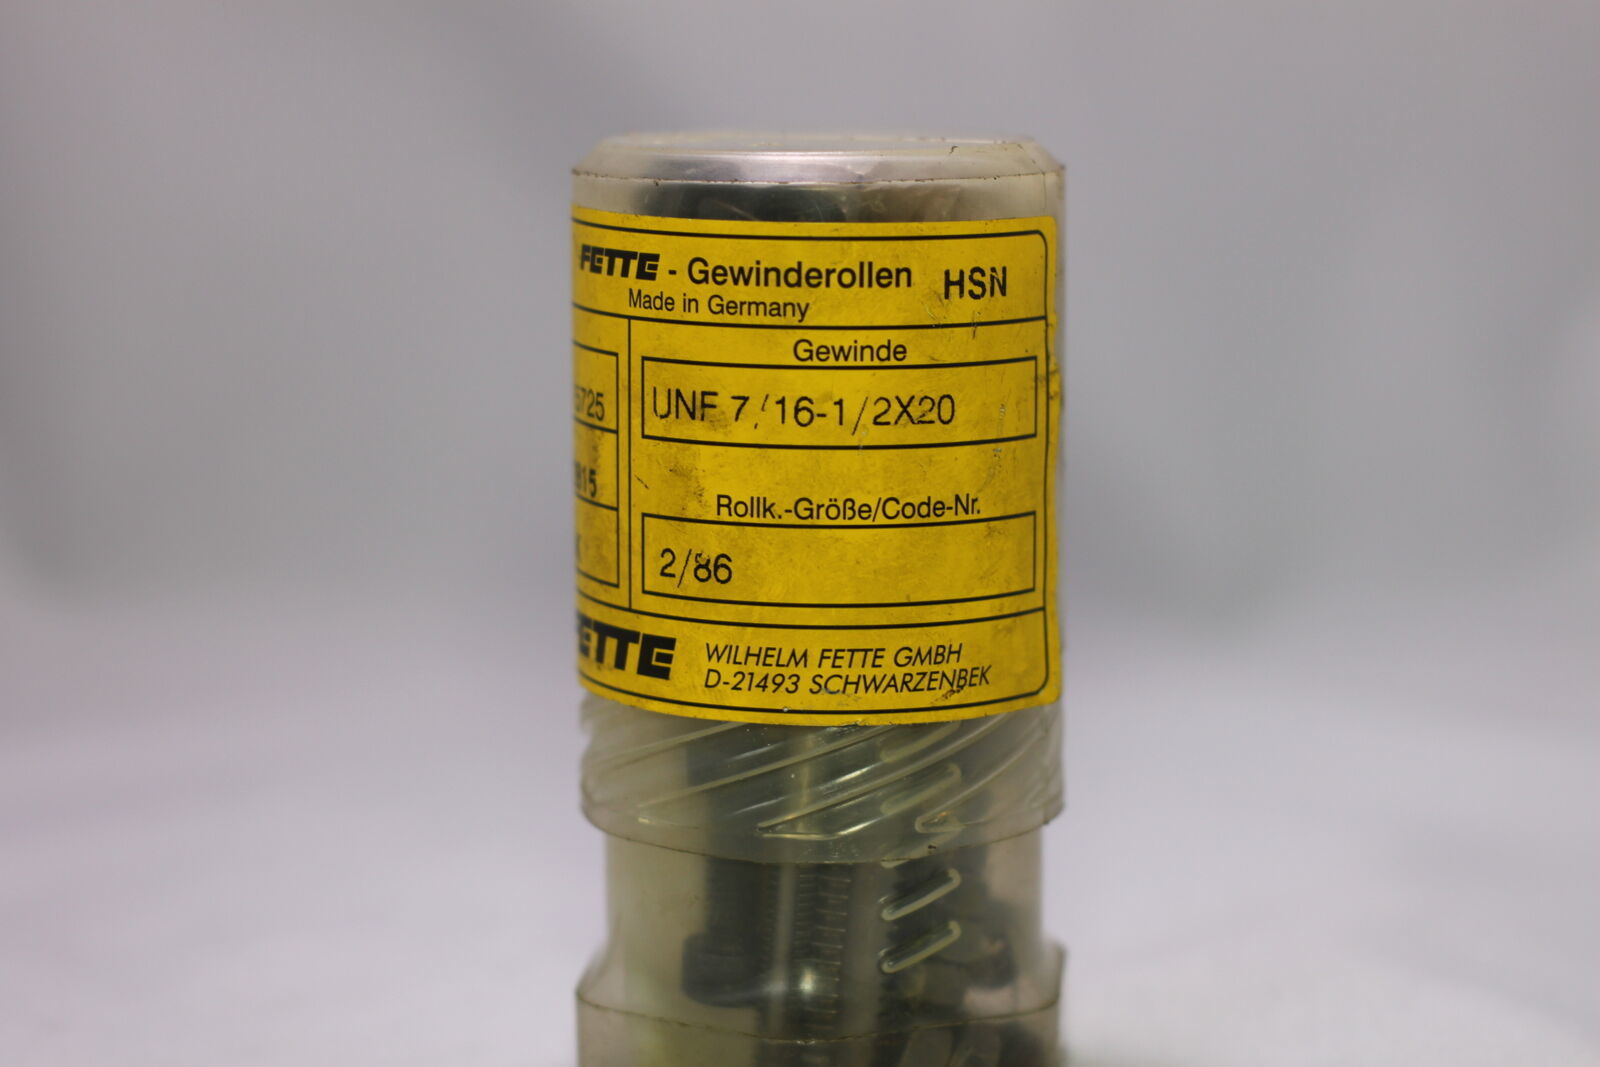 FETTE - Gewinderollen HSN
Made in Germany
Gewinde
UNF 7/16-1/2X20
5725
Rollk.-Größe/Code-Nr.
2/86
FETTE WILHELM FETTE GMBH
D-21493 SCHWARZENBEK